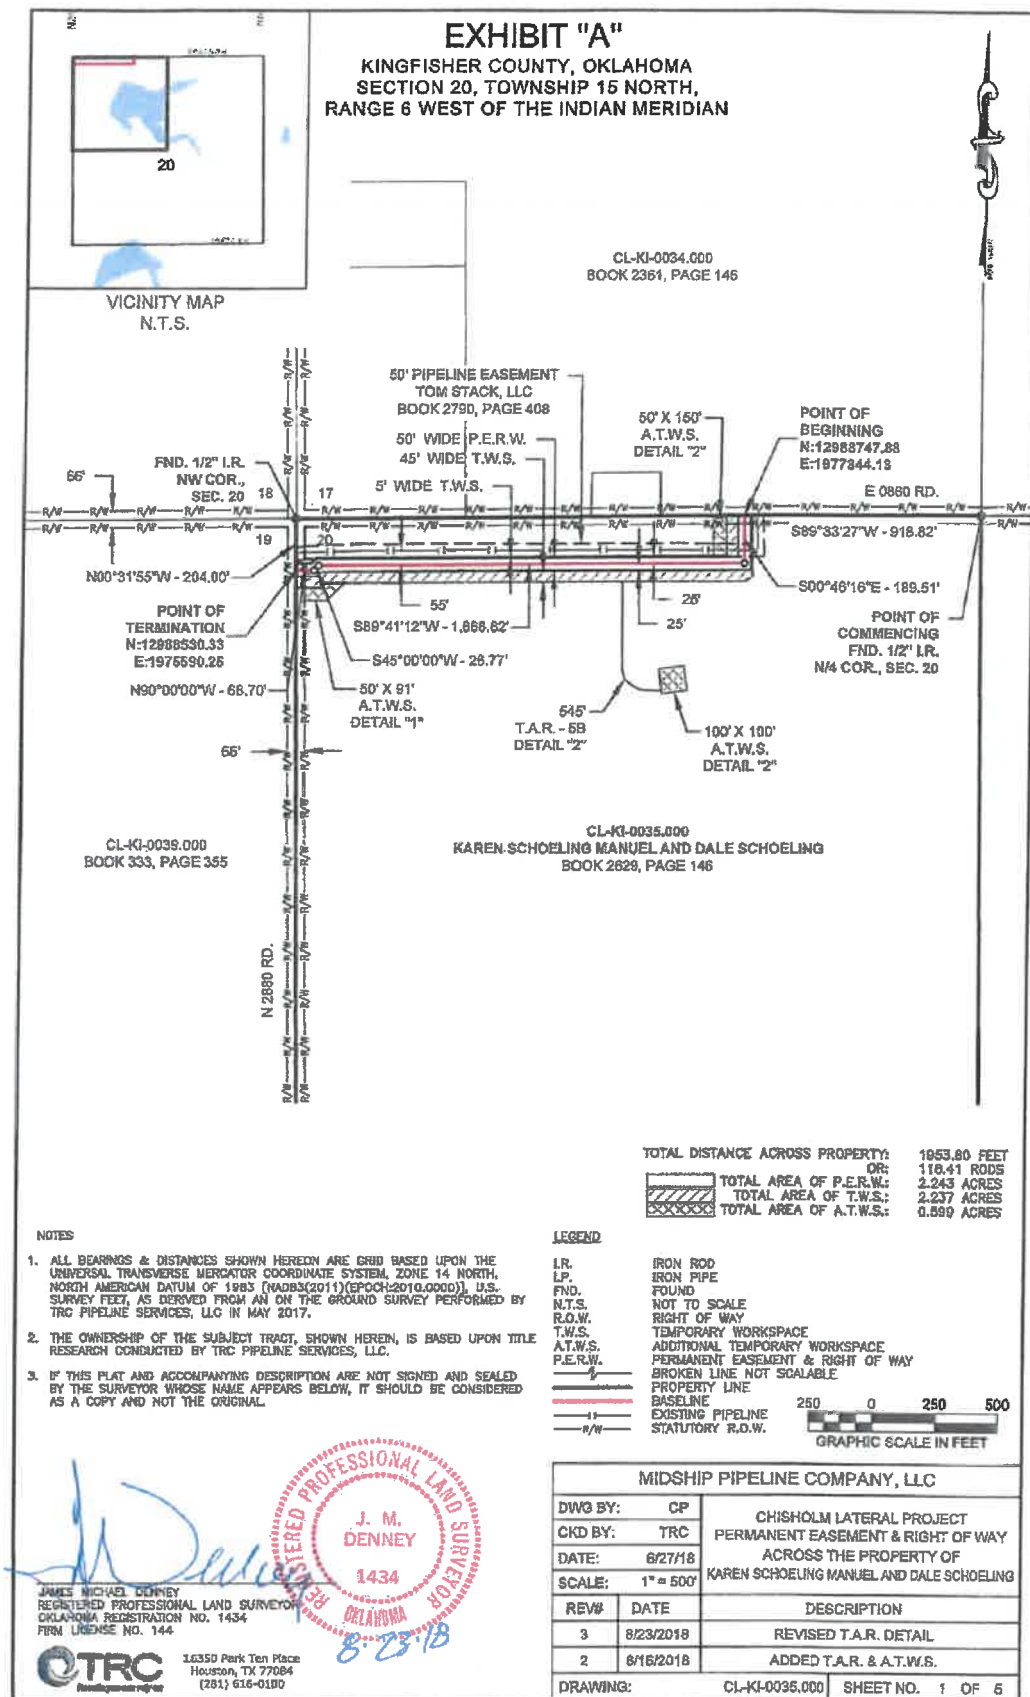 EXHIBIT "A"
KINGFISHER COUNTY, OKLAHOMA
SECTION 20, TOWNSHIP 15 NORTH,
RANGE 6 WEST OF THE INDIAN MERIDIAN
20
VICINITY MAP
N.T.S.
CL-KI-0034.000
BOOK 2361, PAGE 146
50' PIPELINE EASEMENT
TOM STACK, LLC
BOOK 2790, PAGE 408
50' WIDE P.E.R.W.
45' WIDE T.W.S.
5' WIDE T.W.S.
50' X 150'
A.T.W.S.
DETAIL "2"
POINT OF
BEGINNING
N:12988747.88
E:1977844.13
FND. 1/2" I.R.
NW COR.,
SEC. 20
18
17
19
20
66'
E 0860 RD.
S89°33'27"W - 918.82'
N00°31'55"W - 204.00'
S00°46'16"E - 189.51'
POINT OF
TERMINATION
N:12988530.33
E:1975590.25
55'
25'
25'
S89°41'12"W - 1,668.62'
POINT OF
COMMENCING
FND. 1/2" I.R.
N/4 COR., SEC. 20
S45°00'00"W - 26.77'
N90°00'00"W - 68.70'
50' X 91'
A.T.W.S.
DETAIL "1"
545'
T.A.R. - 5B
DETAIL "2"
100' X 100'
A.T.W.S.
DETAIL "2"
66'
CL-KI-0039.000
BOOK 333, PAGE 355
CL-KI-0035.000
KAREN SCHOELING MANUEL AND DALE SCHOELING
BOOK 2629, PAGE 146
N 2880 RD.
TOTAL DISTANCE ACROSS PROPERTY: 1953.60 FEET
OR: 118.41 RODS
TOTAL AREA OF P.E.R.W.: 2.243 ACRES
TOTAL AREA OF T.W.S.: 2.237 ACRES
TOTAL AREA OF A.T.W.S.: 0.599 ACRES
NOTES
1. ALL BEARINGS & DISTANCES SHOWN HEREON ARE GRID BASED UPON THE
UNIVERSAL TRANSVERSE MERCATOR COORDINATE SYSTEM, ZONE 14 NORTH,
NORTH AMERICAN DATUM OF 1983 [NAD83(2011)(EPOCH:2010.0000)], U.S.
SURVEY FEET, AS DERIVED FROM AN ON THE GROUND SURVEY PERFORMED BY
TRC PIPELINE SERVICES, LLC IN MAY 2017.
2. THE OWNERSHIP OF THE SUBJECT TRACT, SHOWN HEREIN, IS BASED UPON TITLE
RESEARCH CONDUCTED BY TRC PIPELINE SERVICES, LLC.
3. IF THIS PLAT AND ACCOMPANYING DESCRIPTION ARE NOT SIGNED AND SEALED
BY THE SURVEYOR WHOSE NAME APPEARS BELOW, IT SHOULD BE CONSIDERED
AS A COPY AND NOT THE ORIGINAL.
LEGEND
I.R. IRON ROD
I.P. IRON PIPE
FND. FOUND
N.T.S. NOT TO SCALE
R.O.W. RIGHT OF WAY
T.W.S. TEMPORARY WORKSPACE
A.T.W.S. ADDITIONAL TEMPORARY WORKSPACE
P.E.R.W. PERMANENT EASEMENT & RIGHT OF WAY
BROKEN LINE NOT SCALABLE
PROPERTY LINE
BASELINE
EXISTING PIPELINE
R/W STATUTORY R.O.W.
250 0 250 500
GRAPHIC SCALE IN FEET
REGISTERED PROFESSIONAL LAND SURVEYOR
J. M.
DENNEY
1434
OKLAHOMA
8-23-18
JAMES MICHAEL DENNEY
REGISTERED PROFESSIONAL LAND SURVEYOR
OKLAHOMA REGISTRATION NO. 1434
FIRM LICENSE NO. 144
TRC
16350 Park Ten Place
Houston, TX 77084
(281) 616-0100
MIDSHIP PIPELINE COMPANY, LLC
DWG BY: CP
CKD BY: TRC
DATE: 6/27/18
SCALE: 1" = 500'
CHISHOLM LATERAL PROJECT
PERMANENT EASEMENT & RIGHT OF WAY
ACROSS THE PROPERTY OF
KAREN SCHOELING MANUEL AND DALE SCHOELING
REV# DATE DESCRIPTION
3 8/23/2018 REVISED T.A.R. DETAIL
2 8/16/2018 ADDED T.A.R. & A.T.W.S.
DRAWING: CL-KI-0035.000 SHEET NO. 1 OF 5